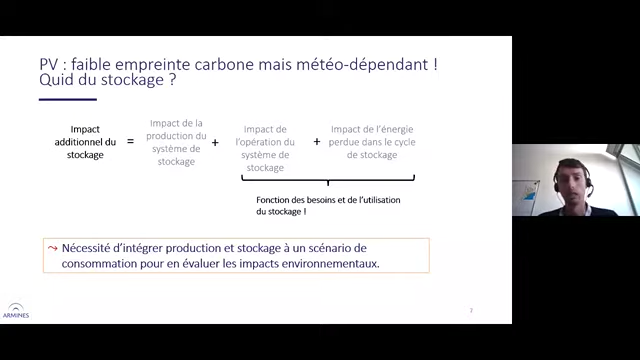 PV : faible empreinte carbone mais météo-dépendant !
Quid du stockage ?
Impact
additionnel du
stockage
=
Impact de la
production du
système de
stockage
+
Impact de
l'opération du
système de
stockage
+
Impact de l'énergie
perdue dans le cycle
de stockage
Fonction des besoins et de l'utilisation
du stockage !
⤳ Nécessité d'intégrer production et stockage à un scénario de
consommation pour en évaluer les impacts environnementaux.
ARMINES
7